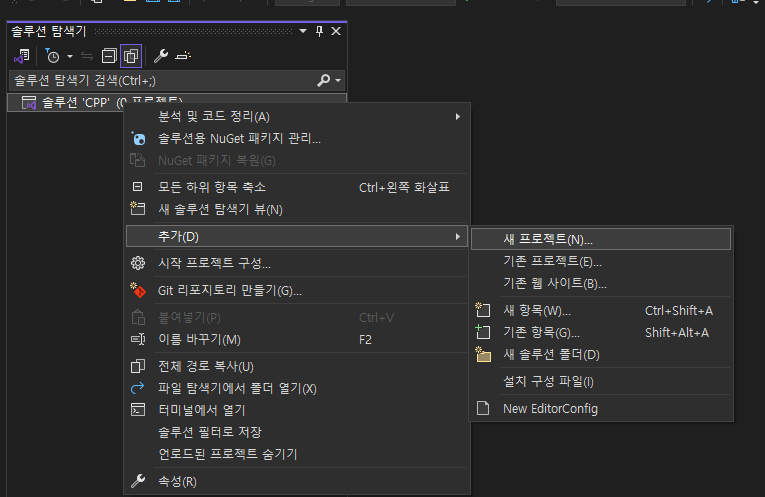 솔루션 탐색기
솔루션 탐색기 검색(Ctrl+;)
솔루션 'CPP' (0 프로젝트)
분석 및 코드 정리(A)
솔루션용 NuGet 패키지 관리...
NuGet 패키지 복원(G)
모든 하위 항목 축소 Ctrl+왼쪽 화살표
새 솔루션 탐색기 뷰(N)
추가(D)
시작 프로젝트 구성...
Git 리포지토리 만들기(G)...
붙여넣기(P) Ctrl+V
이름 바꾸기(M) F2
전체 경로 복사(U)
파일 탐색기에서 폴더 열기(X)
터미널에서 열기
솔루션 필터로 저장
언로드된 프로젝트 숨기기
속성(R)
새 프로젝트(N)...
기존 프로젝트(E)...
기존 웹 사이트(B)...
새 항목(W)... Ctrl+Shift+A
기존 항목(G)... Shift+Alt+A
새 솔루션 폴더(D)
설치 구성 파일(I)
New EditorConfig